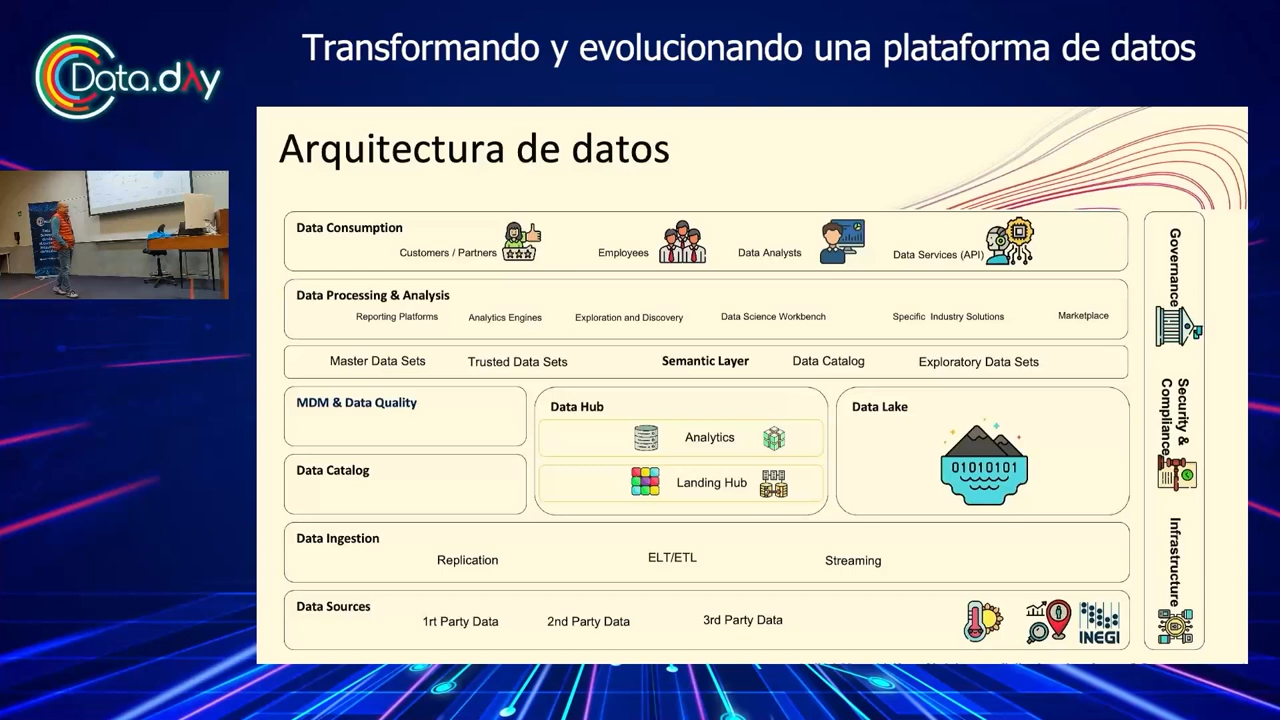 Transformando y evolucionando una plataforma de datos
Data.dλy
Arquitectura de datos
Data Consumption
Customers / Partners
Employees
Data Analysts
Data Services (API)
Data Processing & Analysis
Reporting Platforms
Analytics Engines
Exploration and Discovery
Data Science Workbench
Specific Industry Solutions
Marketplace
Master Data Sets
Trusted Data Sets
Semantic Layer
Data Catalog
Exploratory Data Sets
MDM & Data Quality
Data Catalog
Data Hub
Analytics
Landing Hub
Data Lake
01010101
Data Ingestion
Replication
ELT/ETL
Streaming
Data Sources
1rt Party Data
2nd Party Data
3rd Party Data
INEGI
Governance
Security &
Compliance
Infrastructure